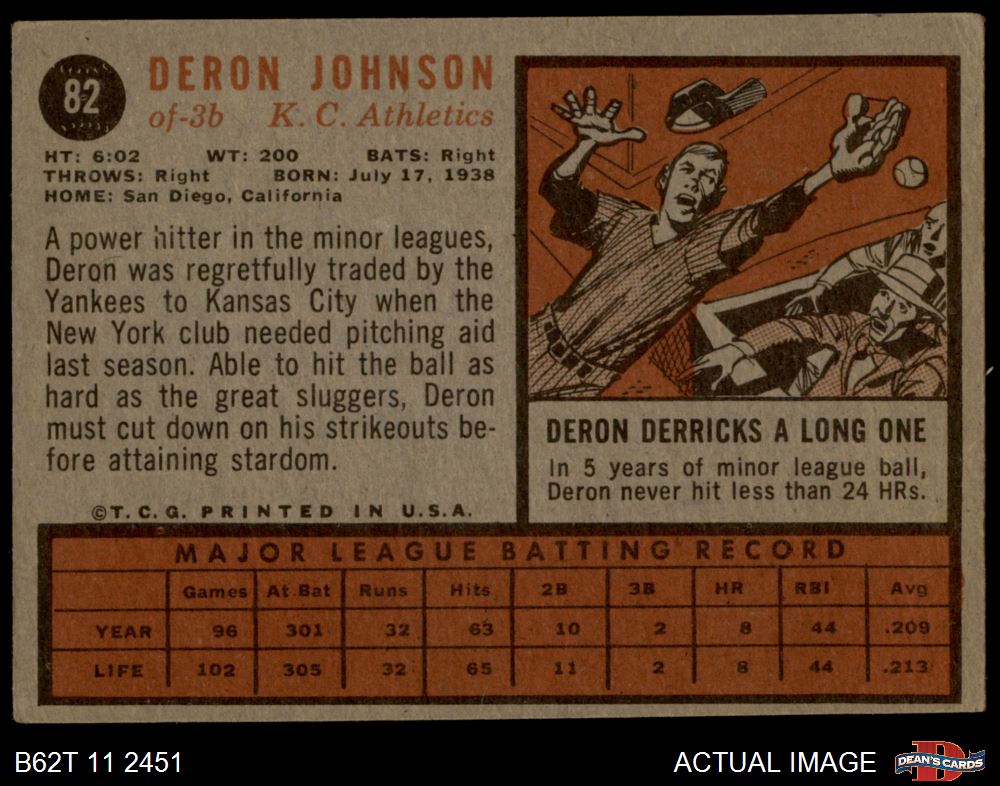 82
DERON JOHNSON
of-3b K. C. Athletics
HT: 6:02 WT: 200 BATS: Right
THROWS: Right BORN: July 17, 1938
HOME: San Diego, California
A power hitter in the minor leagues,
Deron was regretfully traded by the
Yankees to Kansas City when the
New York club needed pitching aid
last season. Able to hit the ball as
hard as the great sluggers, Deron
must cut down on his strikeouts be-
fore attaining stardom.
©T. C. G. PRINTED IN U.S.A.
DERON DERRICKS A LONG ONE
In 5 years of minor league ball,
Deron never hit less than 24 HRs.
MAJOR LEAGUE BATTING RECORD
Games At Bat Runs Hits 2B 3B HR RBI Avg
YEAR 96 301 32 63 10 2 8 44 .209
LIFE 102 305 32 65 11 2 8 44 .213
B62T 11 2451 ACTUAL IMAGE
D
DEAN'S CARDS